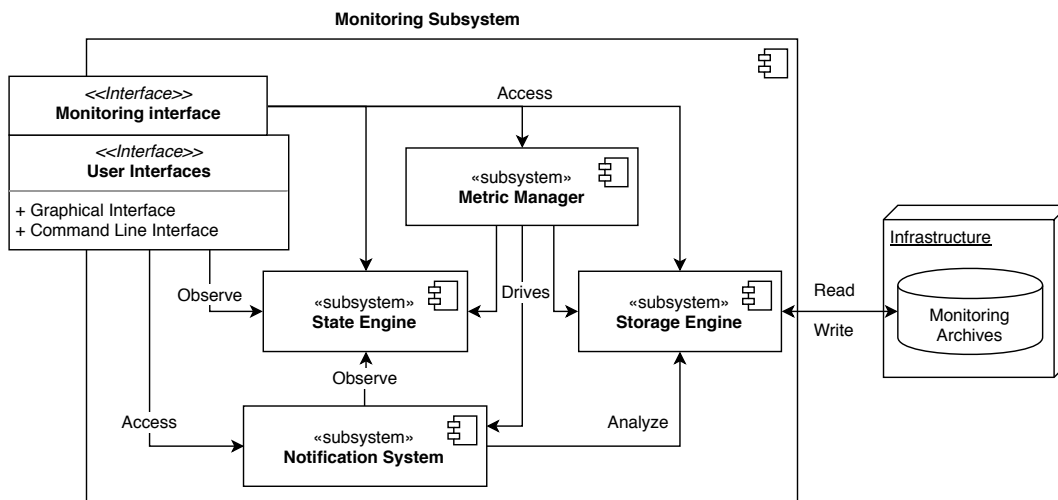 Monitoring Subsystem
<<Interface>>
Monitoring interface
Access
<<Interface>>
User Interfaces
+ Graphical Interface
+ Command Line Interface
«subsystem»
Metric Manager
Infrastructure
Observe
«subsystem»
State Engine
Drives
«subsystem»
Storage Engine
Read
Write
Monitoring
Archives
Observe
Access
«subsystem»
Notification System
Analyze